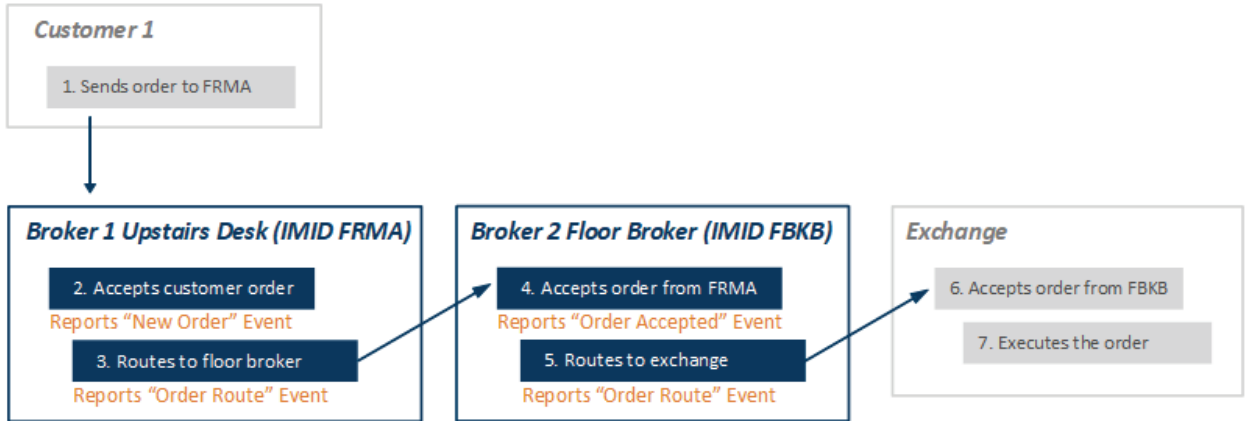 Customer 1
1. Sends order to FRMA
Broker 1 Upstairs Desk (IMID FRMA)
2. Accepts customer order
Reports “New Order” Event
3. Routes to floor broker
Reports “Order Route” Event
Broker 2 Floor Broker (IMID FBKB)
4. Accepts order from FRMA
Reports “Order Accepted” Event
5. Routes to exchange
Reports “Order Route” Event
Exchange
6. Accepts order from FBKB
7. Executes the order